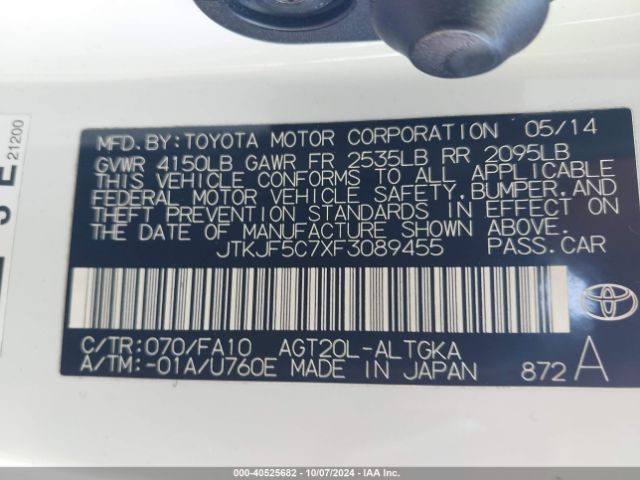 21200
MFD.BY:TOYOTA MOTOR CORPORATION 05/14
GVWR 4150LB GAWR FR 2535LB RR 2095LB
THIS VEHICLE CONFORMS TO ALL APPLICABLE
FEDERAL MOTOR VEHICLE SAFETY,BUMPER,AND
THEFT PREVENTION STANDARDS IN EFFECT ON
THE DATE OF MANUFACTURE SHOWN ABOVE.
JTKJF5C7XF3089455 PASS.CAR
C/TR:070/FA10 AGT20L-ALTGKA
A/TM:-01A/U760E MADE IN JAPAN 872A
000-40525682 - 10/07/2024 - IAA Inc. (IAA)